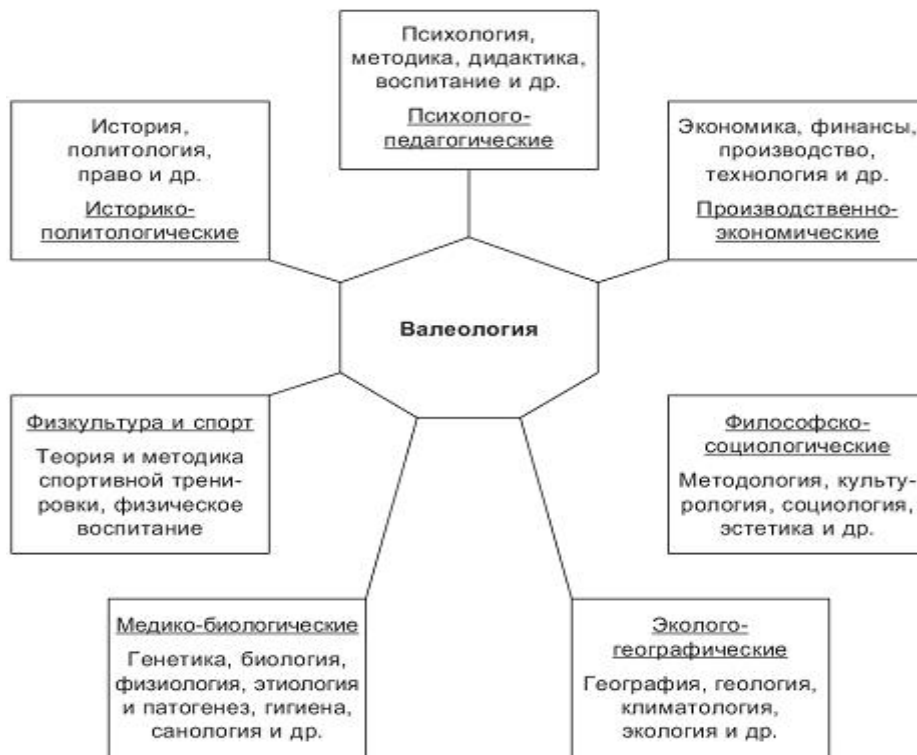 Психология,
методика, дидактика,
воспитание и др.
Психолого-
педагогические
История,
политология,
право и др.
Историко-
политологические
Экономика, финансы,
производство,
технология и др.
Производственно-
экономические
Валеология
Физкультура и спорт
Теория и методика
спортивной трени-
ровки, физическое
воспитание
Философско-
социологические
Методология, культу-
рология, социология,
эстетика и др.
Медико-биологические
Генетика, биология,
физиология, этиология
и патогенез, гигиена,
санология и др.
Эколого-
географические
География, геология,
климатология,
экология и др.